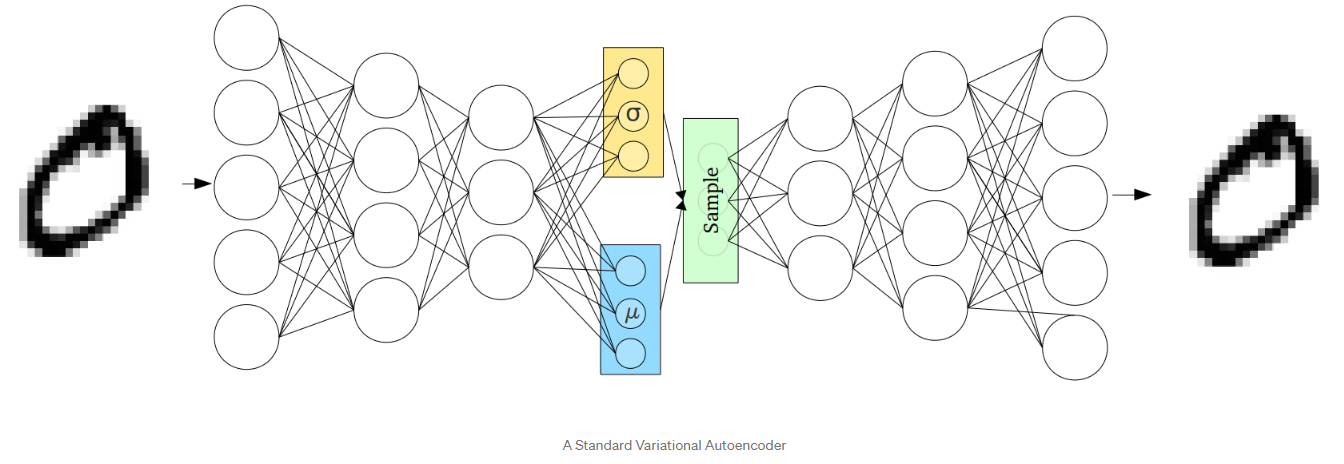 σ
Sample
μ
A Standard Variational Autoencoder